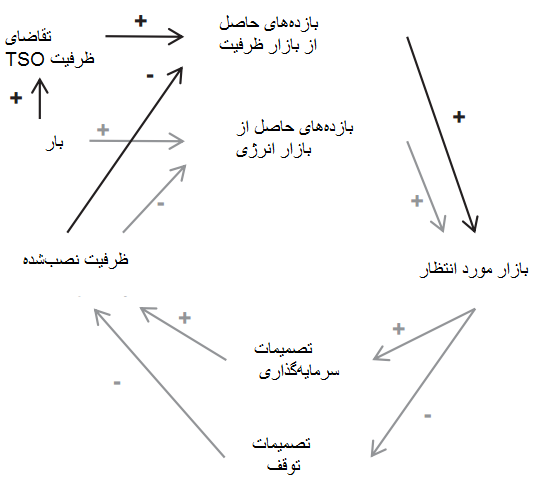 تقاضای
ظرفیت TSO
+
بازده‌های حاصل
از بازار ظرفیت
-
+
+
بار
+
بازده‌های حاصل از
بازار انرژی
-
+
ظرفیت نصب‌شده
بازار مورد انتظار
+
+
تصمیمات
سرمایه‌گذاری
-
-
تصمیمات
توقف